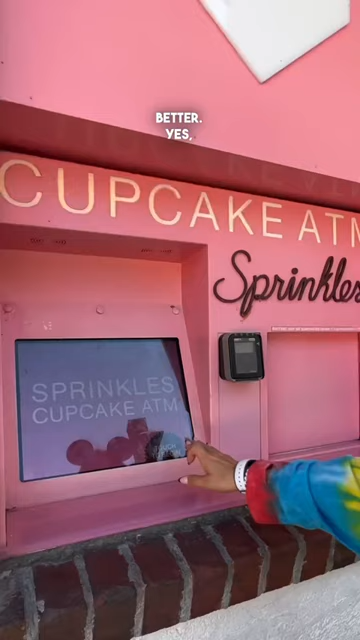 BETTER.
YES,
CUPCAKE ATM
Sprinkles
SPRINKLES
CUPCAKE ATM